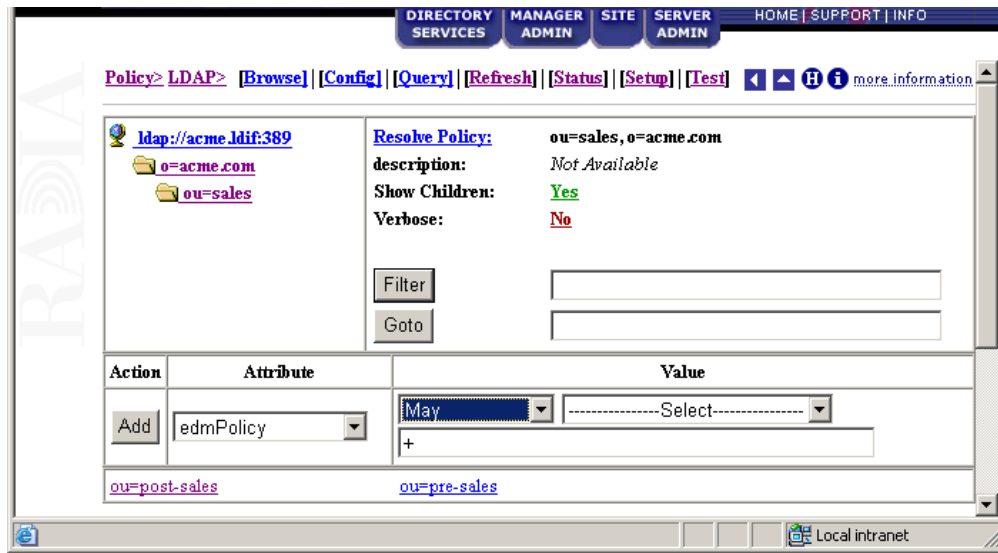 DIRECTORY SERVICES MANAGER ADMIN SITE SERVER ADMIN HOME | SUPPORT | INFO
Policy> LDAP> [Browse] | [Config] | [Query] | [Refresh] | [Status] | [Setup] | [Test] H i more information
RADIA
ldap://acme.ldif:389
o=acme.com
ou=sales
Resolve Policy: ou=sales, o=acme.com
description: Not Available
Show Children: Yes
Verbose: No
Filter
Goto
Action Attribute Value
Add edmPolicy May ----------------Select----------------
+
ou=post-sales ou=pre-sales
Local intranet